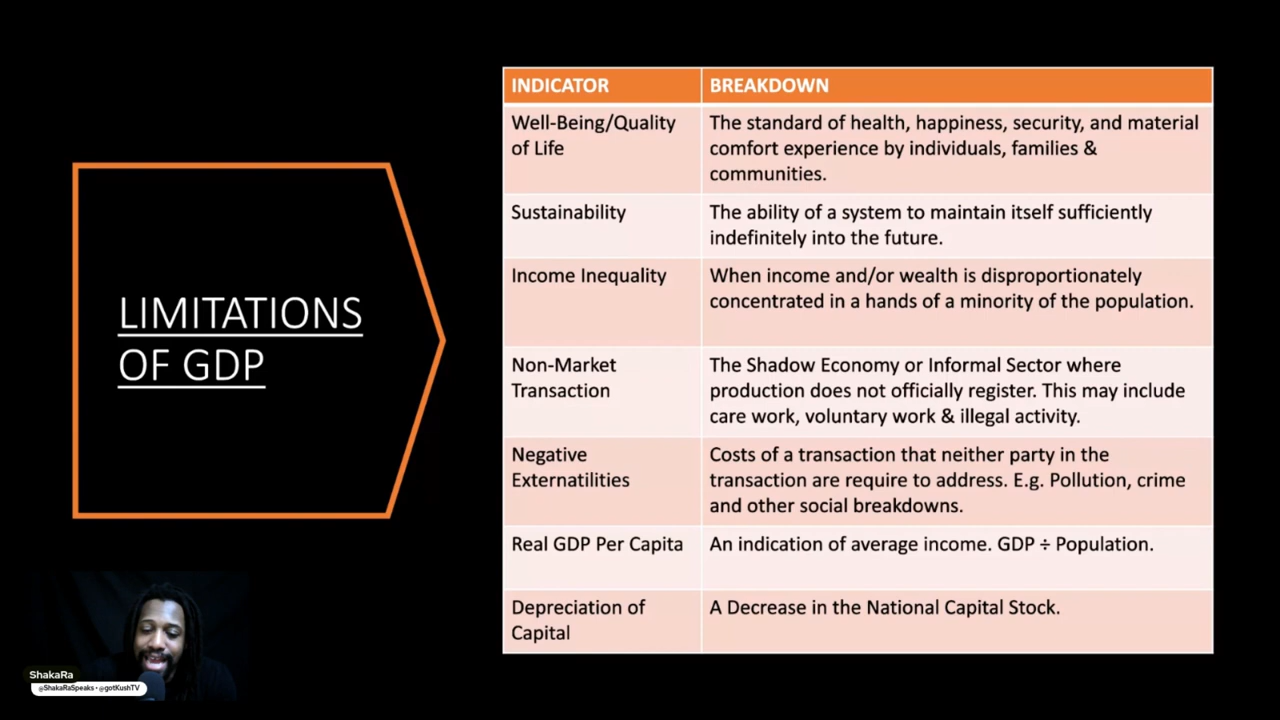 LIMITATIONS
OF GDP
INDICATOR
BREAKDOWN
Well-Being/Quality
of Life
The standard of health, happiness, security, and material
comfort experience by individuals, families &
communities.
Sustainability
The ability of a system to maintain itself sufficiently
indefinitely into the future.
Income Inequality
When income and/or wealth is disproportionately
concentrated in a hands of a minority of the population.
Non-Market
Transaction
The Shadow Economy or Informal Sector where
production does not officially register. This may include
care work, voluntary work & illegal activity.
Negative
Externatilities
Costs of a transaction that neither party in the
transaction are require to address. E.g. Pollution, crime
and other social breakdowns.
Real GDP Per Capita
An indication of average income. GDP ÷ Population.
Depreciation of
Capital
A Decrease in the National Capital Stock.
ShakaRa
@ShakaRaSpeaks • @gotKushTV